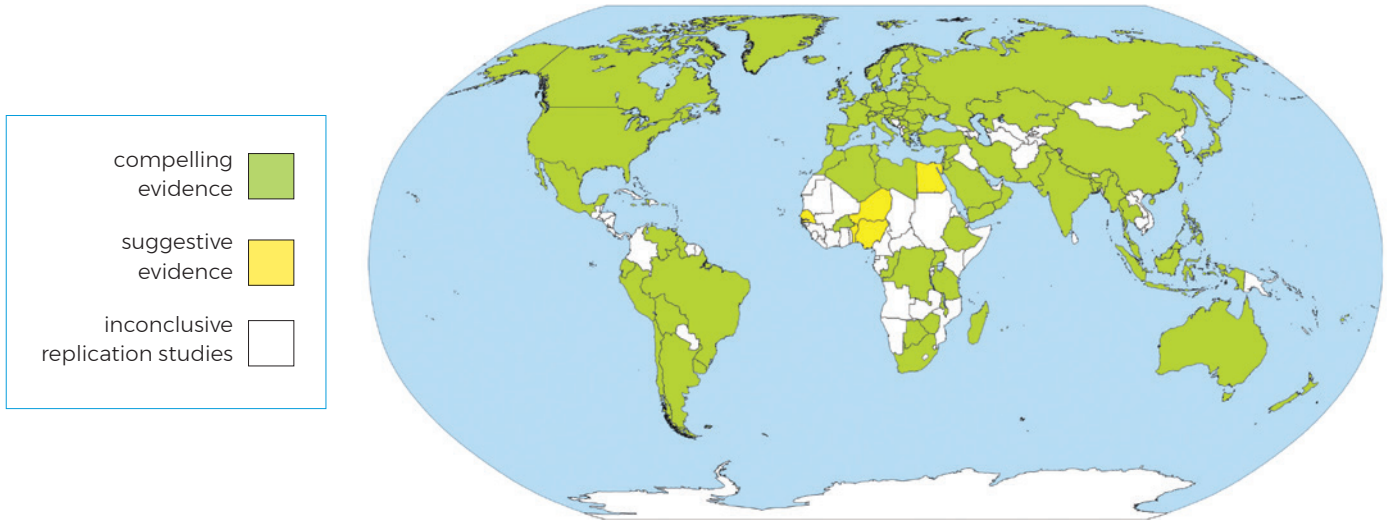 compelling
evidence
suggestive
evidence
inconclusive
replication studies